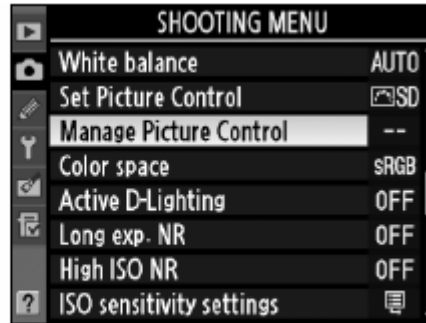 SHOOTING MENU
White balance AUTO
Set Picture Control SD
Manage Picture Control --
Color space sRGB
Active D-Lighting OFF
Long exp. NR OFF
High ISO NR OFF
? ISO sensitivity settings